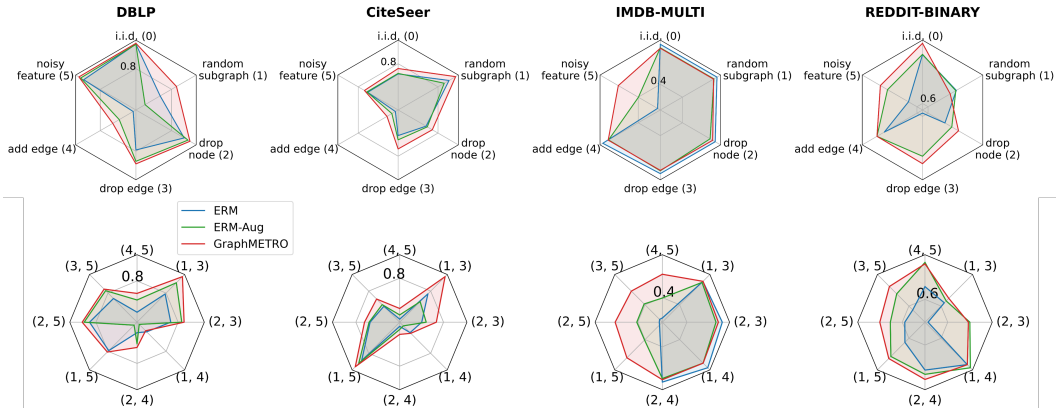 DBLP
CiteSeer
IMDB-MULTI
REDDIT-BINARY
i.i.d. (0)
random
subgraph (1)
drop
node (2)
drop edge (3)
add edge (4)
noisy
feature (5)
0.8
i.i.d. (0)
random
subgraph (1)
drop
node (2)
drop edge (3)
add edge (4)
noisy
feature (5)
0.8
i.i.d. (0)
random
subgraph (1)
drop
node (2)
drop edge (3)
add edge (4)
noisy
feature (5)
0.4
i.i.d. (0)
random
subgraph (1)
drop
node (2)
drop edge (3)
add edge (4)
noisy
feature (5)
0.6
ERM
ERM-Aug
GraphMETRO
(4, 5)
(1, 3)
(2, 3)
(1, 4)
(2, 4)
(1, 5)
(2, 5)
(3, 5)
0.8
(4, 5)
(1, 3)
(2, 3)
(1, 4)
(2, 4)
(1, 5)
(2, 5)
(3, 5)
0.8
(4, 5)
(1, 3)
(2, 3)
(1, 4)
(2, 4)
(1, 5)
(2, 5)
(3, 5)
0.4
(4, 5)
(1, 3)
(2, 3)
(1, 4)
(2, 4)
(1, 5)
(2, 5)
(3, 5)
0.6